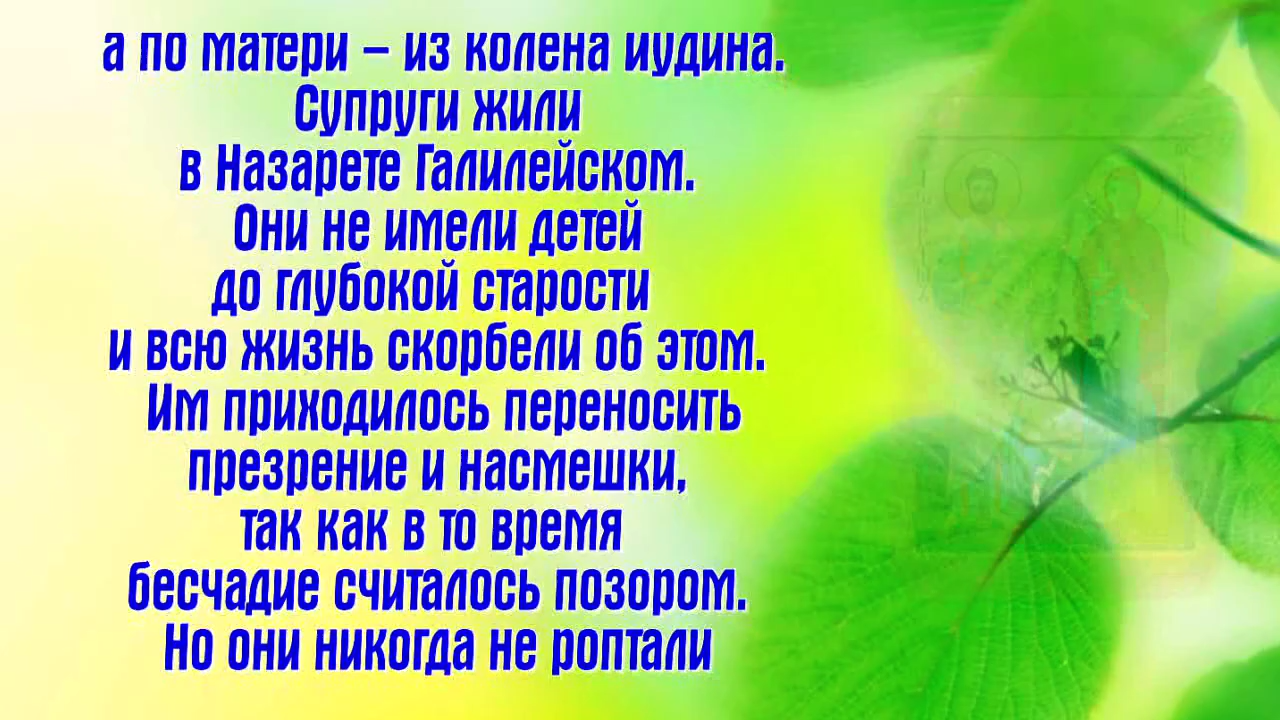 а по матери – из колена иудина.
Супруги жили
в Назарете Галилейском.
Они не имели детей
до глубокой старости
и всю жизнь скорбели об этом.
Им приходилось переносить
презрение и насмешки,
так как в то время
бесчадие считалось позором.
Но они никогда не роптали